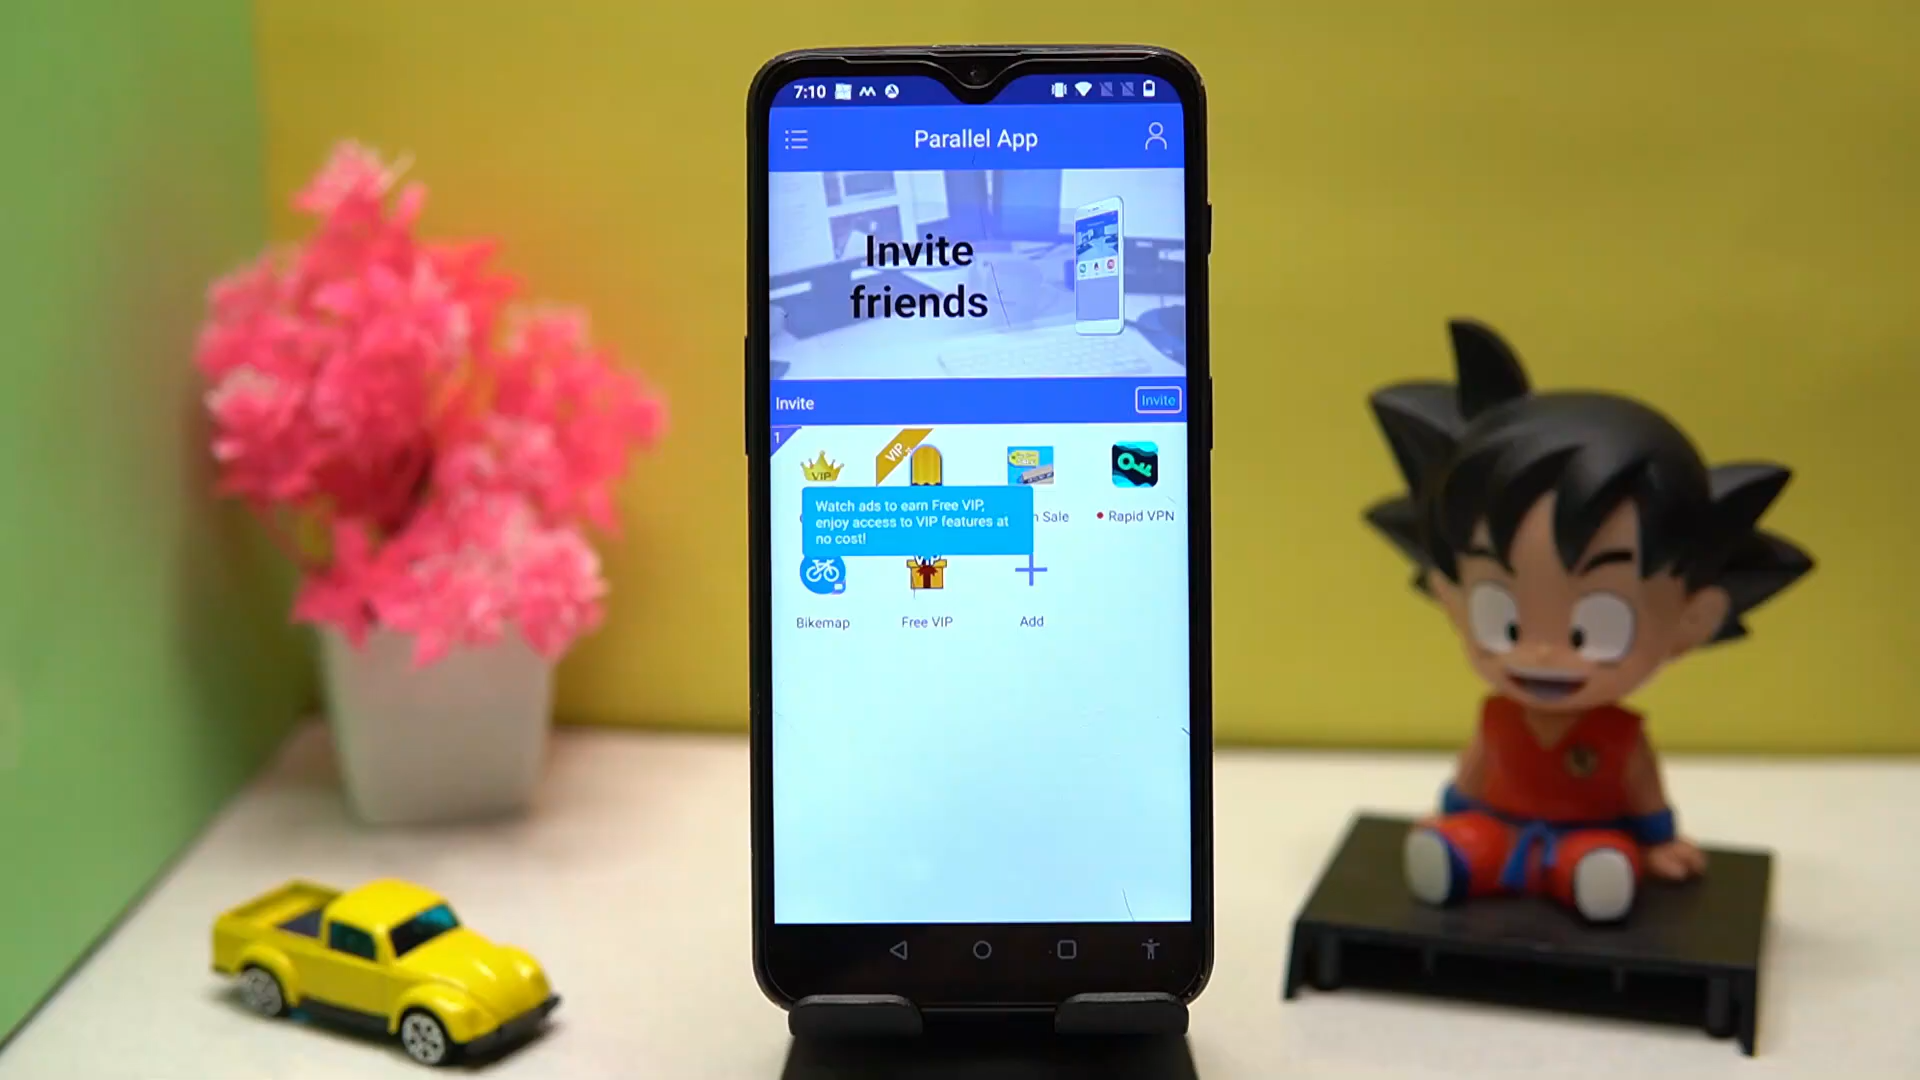 7:10
Parallel App
Invite
friends
Invite
Invite
1
VIP
VIP
Watch ads to earn Free VIP,
enjoy access to VIP features at
no cost!
Sale
Rapid VPN
Bikemap
Free VIP
Add